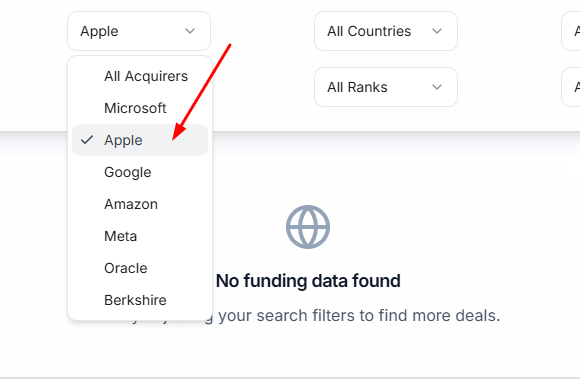 Apple
All Countries
A
All Acquirers
Microsoft
All Ranks
A
Apple
Google
Amazon
Meta
Oracle
Berkshire
No funding data found
your search filters to find more deals.